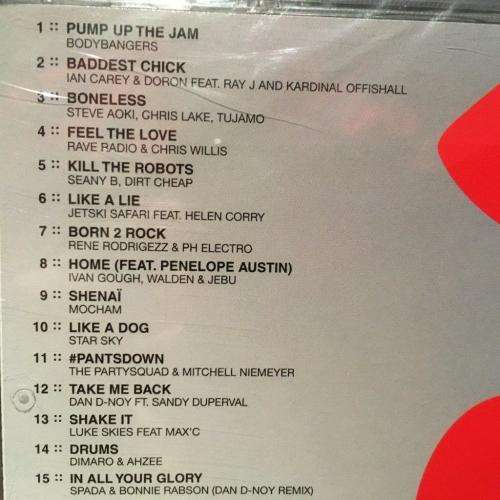 1 :: PUMP UP THE JAM
BODYBANGERS
2 :: BADDEST CHICK
IAN CAREY & DORON FEAT. RAY J AND KARDINAL OFFISHALL
3 :: BONELESS
STEVE AOKI, CHRIS LAKE, TUJAMO
4 :: FEEL THE LOVE
RAVE RADIO & CHRIS WILLIS
5 :: KILL THE ROBOTS
SEANY B, DIRT CHEAP
6 :: LIKE A LIE
JETSKI SAFARI FEAT. HELEN CORRY
7 :: BORN 2 ROCK
RENE RODRIGEZZ & PH ELECTRO
8 :: HOME (FEAT. PENELOPE AUSTIN)
IVAN GOUGH, WALDEN & JEBU
9 :: SHENAÏ
MOCHAM
10 :: LIKE A DOG
STAR SKY
11 :: #PANTSDOWN
THE PARTYSQUAD & MITCHELL NIEMEYER
12 :: TAKE ME BACK
DAN D-NOY FT. SANDY DUPERVAL
13 :: SHAKE IT
LUKE SKIES FEAT MAX'C
14 :: DRUMS
DIMARO & AHZEE
15 :: IN ALL YOUR GLORY
SPADA & BONNIE RABSON (DAN D-NOY REMIX)